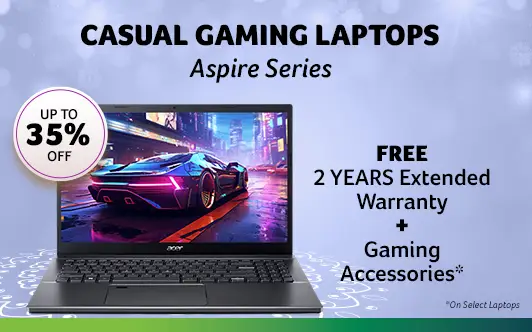 CASUAL GAMING LAPTOPS
Aspire Series
UP TO
35%
OFF
FREE
2 YEARS Extended
Warranty
+
Gaming
Accessories*
acer
*On Select Laptops